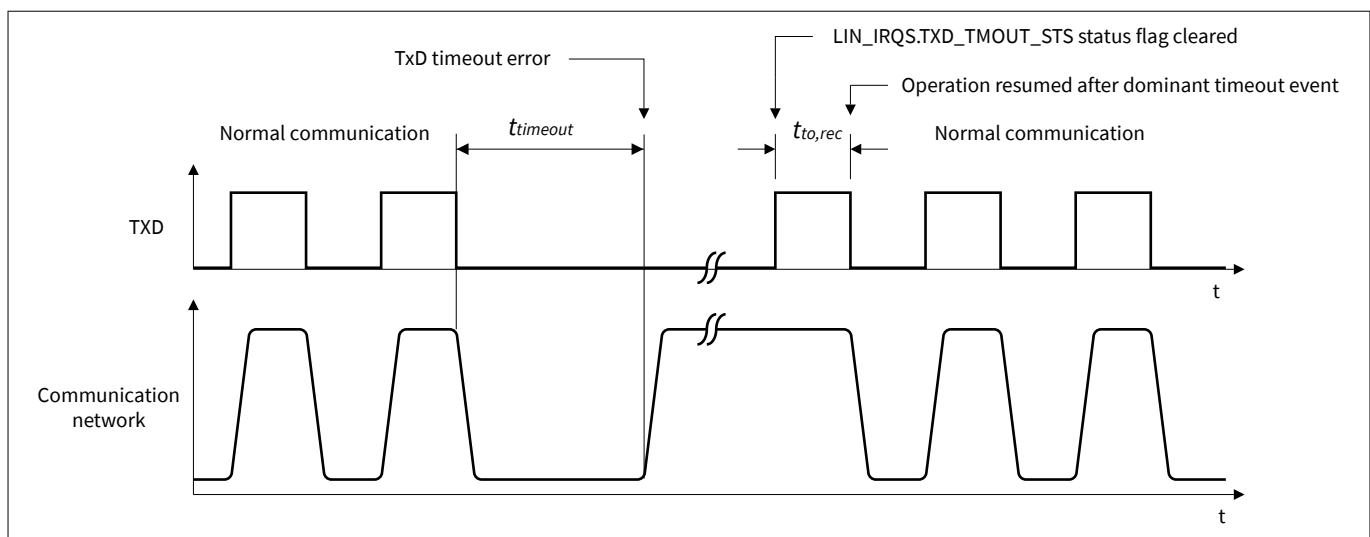 LIN_IRQS.TXD_TMOUT_STS status flag cleared
TxD timeout error
Operation resumed after dominant timeout event
Normal communication
ttimeout
tto,rec
Normal communication
TXD
t
Communication
network
t